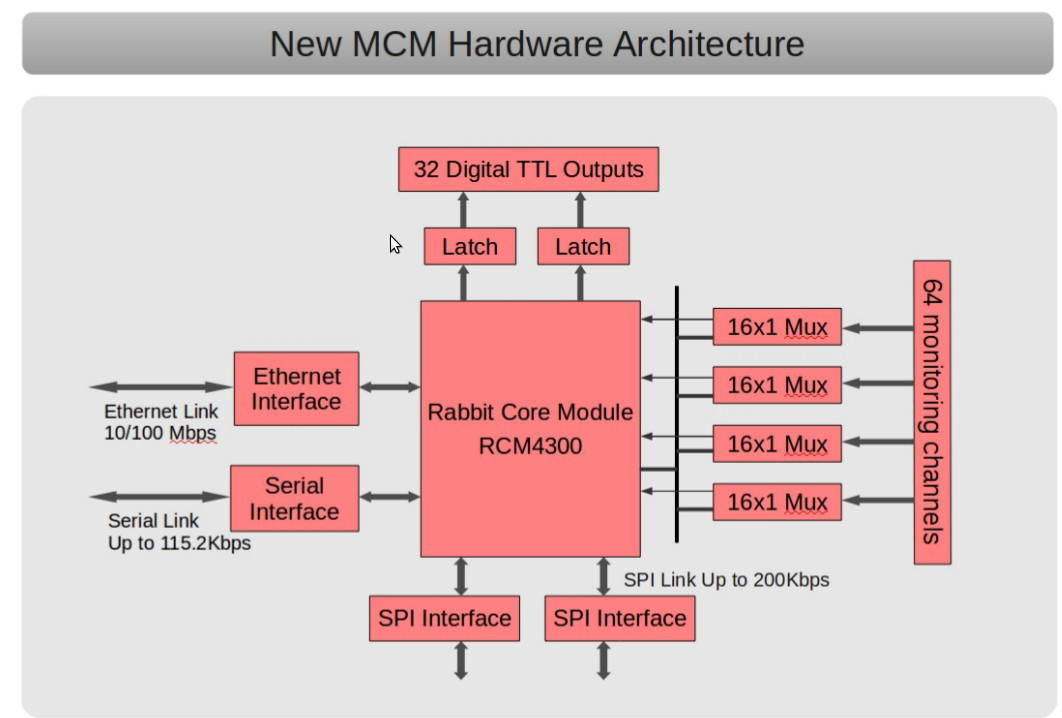 New MCM Hardware Architecture
32 Digital TTL Outputs
Latch
Latch
Ethernet
Interface
Ethernet Link
10/100 Mbps
Serial
Interface
Serial Link
Up to 115.2Kbps
Rabbit Core Module
RCM4300
16x1 Mux
16x1 Mux
16x1 Mux
16x1 Mux
64 monitoring channels
SPI Link Up to 200Kbps
SPI Interface
SPI Interface